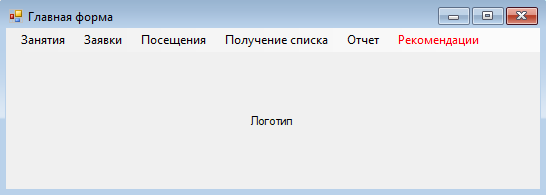 Главная форма
Занятия Заявки Посещения Получение списка Отчет Рекомендации
Логотип